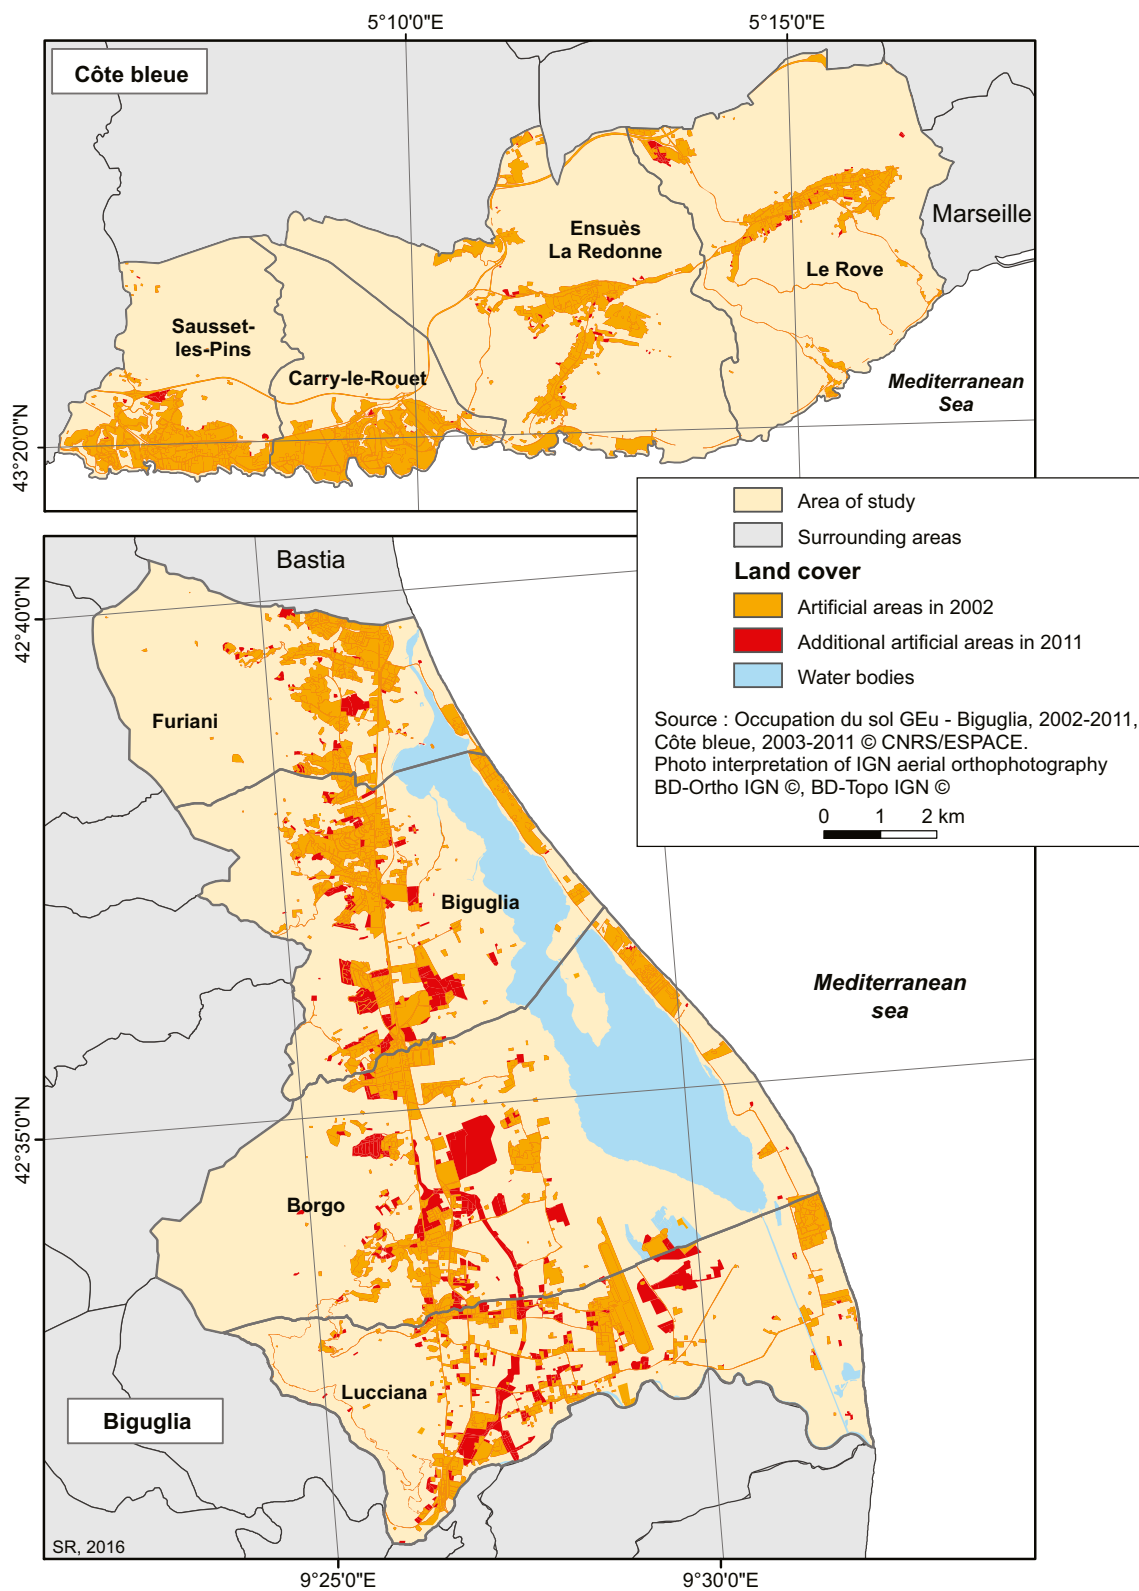 5°10'0"E
5°15'0"E
Côte bleue
Marseille
Ensuès
La Redonne
Le Rove
Sausset-
les-Pins
Carry-le-Rouet
Mediterranean
Sea
43°20'0"N
Area of study
Surrounding areas
Land cover
Artificial areas in 2002
Additional artificial areas in 2011
Water bodies
Source : Occupation du sol GEu - Biguglia, 2002-2011,
Côte bleue, 2003-2011 © CNRS/ESPACE.
Photo interpretation of IGN aerial orthophotography
BD-Ortho IGN ©, BD-Topo IGN ©
0 1 2 km
Bastia
42°40'0"N
Furiani
Biguglia
Mediterranean
sea
42°35'0"N
Borgo
Lucciana
Biguglia
SR, 2016
9°25'0"E
9°30'0"E